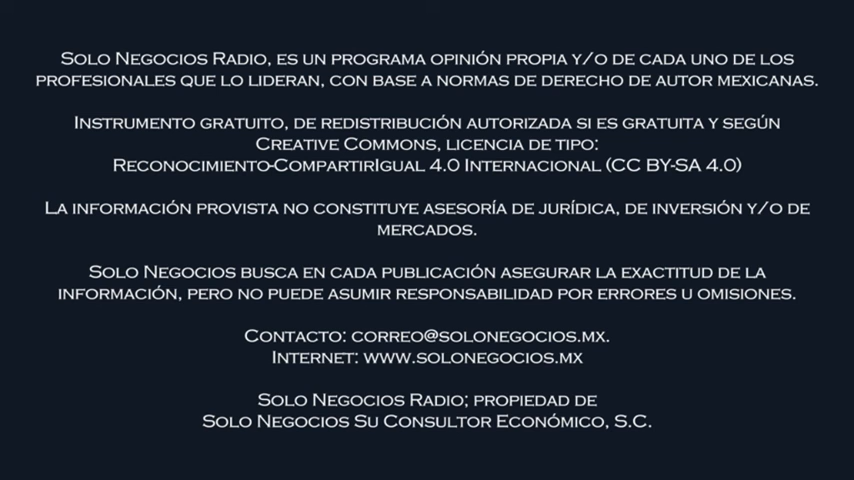 Solo Negocios Radio, es un programa opinión propia y/o de cada uno de los
profesionales que lo lideran, con base a normas de derecho de autor mexicanas.
Instrumento gratuito, de redistribución autorizada si es gratuita y según
Creative Commons, licencia de tipo:
Reconocimiento-CompartirIgual 4.0 Internacional (CC BY-SA 4.0)
La información provista no constituye asesoría de jurídica, de inversión y/o de
mercados.
Solo Negocios busca en cada publicación asegurar la exactitud de la
información, pero no puede asumir responsabilidad por errores u omisiones.
Contacto: correo@solonegocios.mx.
Internet: www.solonegocios.mx
Solo Negocios Radio; propiedad de
Solo Negocios Su Consultor Económico, S.C.